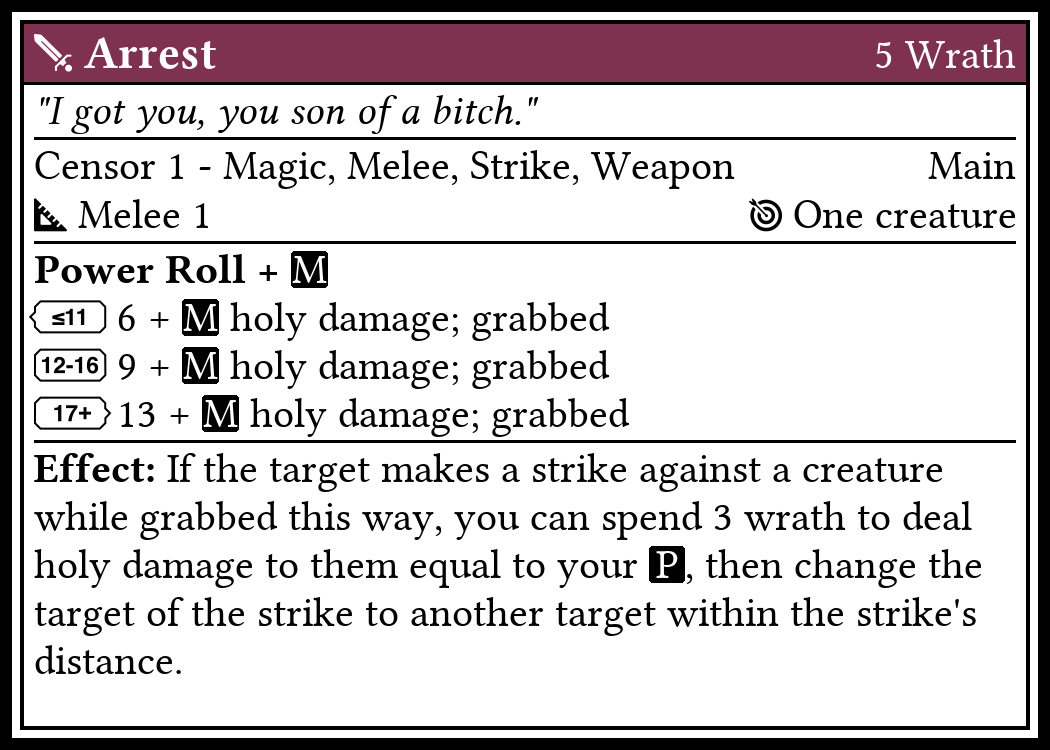 Arrest 5 Wrath
"I got you, you son of a bitch."
Censor 1 - Magic, Melee, Strike, Weapon Main
Melee 1 One creature
Power Roll + M
≤11 6 + M holy damage; grabbed
12-16 9 + M holy damage; grabbed
17+ 13 + M holy damage; grabbed
Effect: If the target makes a strike against a creature
while grabbed this way, you can spend 3 wrath to deal
holy damage to them equal to your P, then change the
target of the strike to another target within the strike's
distance.